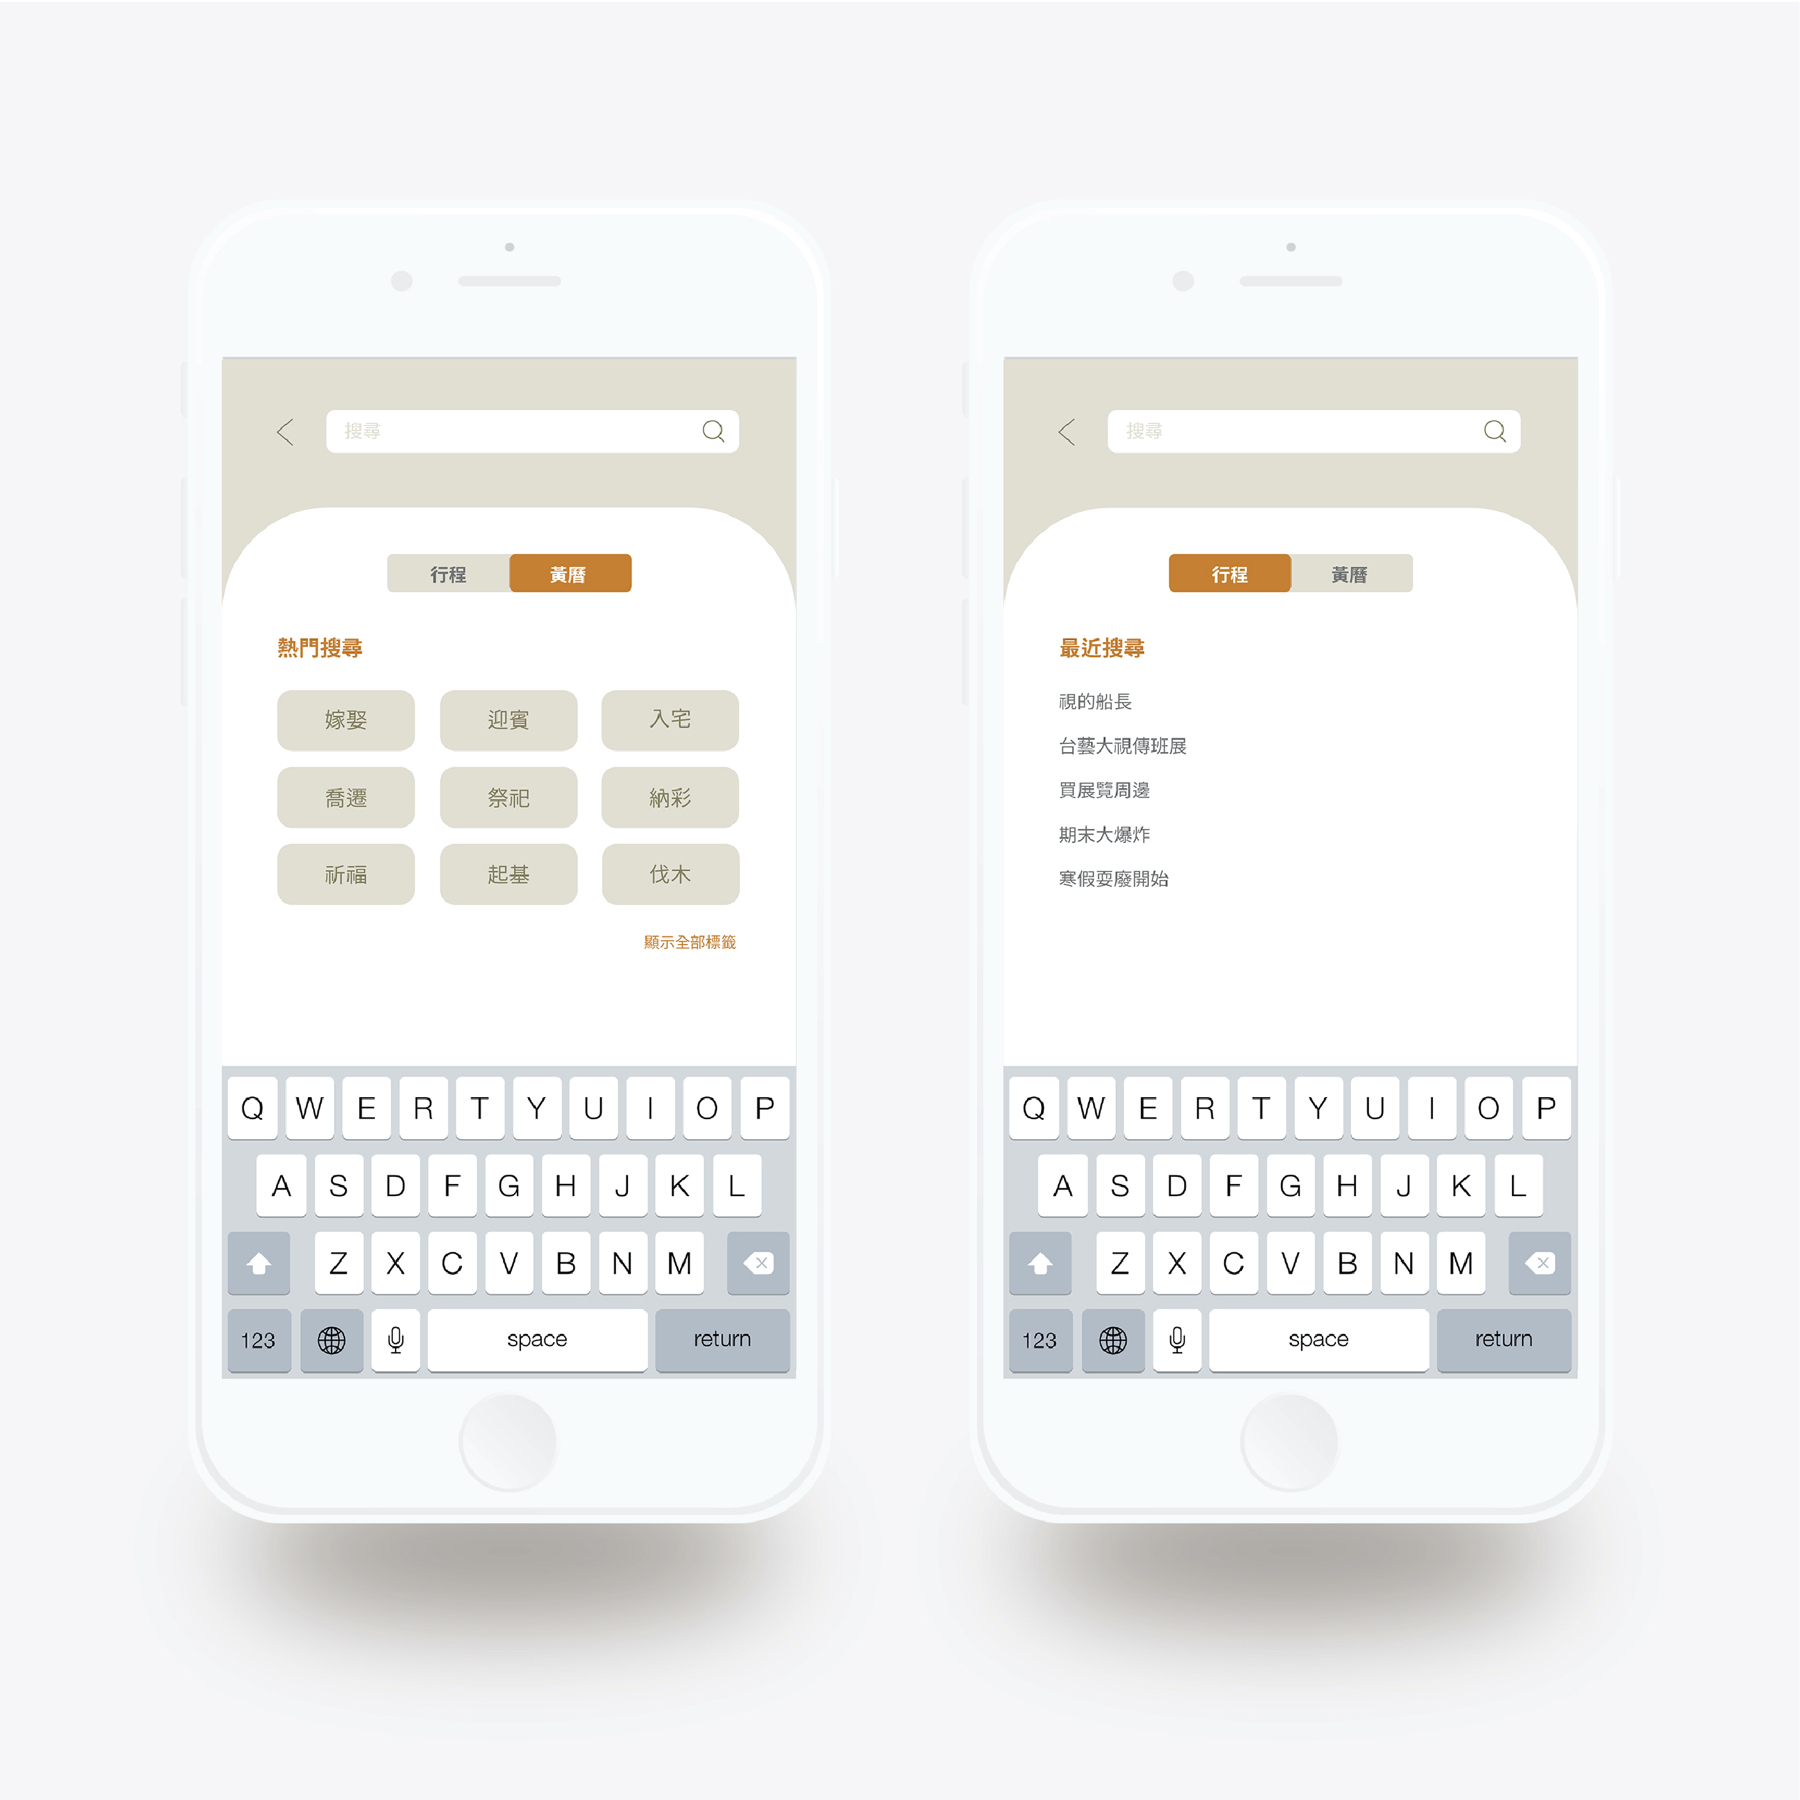 搜尋
行程 黃曆
熱門搜尋
嫁娶 迎賓 入宅
喬遷 祭祀 納彩
祈福 起基 伐木
顯示全部標籤
Q W E R T Y U I O P
A S D F G H J K L
Z X C V B N M
123 space return
搜尋
行程 黃曆
最近搜尋
視的船長
台藝大視傳班展
買展覽周邊
期末大爆炸
寒假耍廢開始
Q W E R T Y U I O P
A S D F G H J K L
Z X C V B N M
123 space return